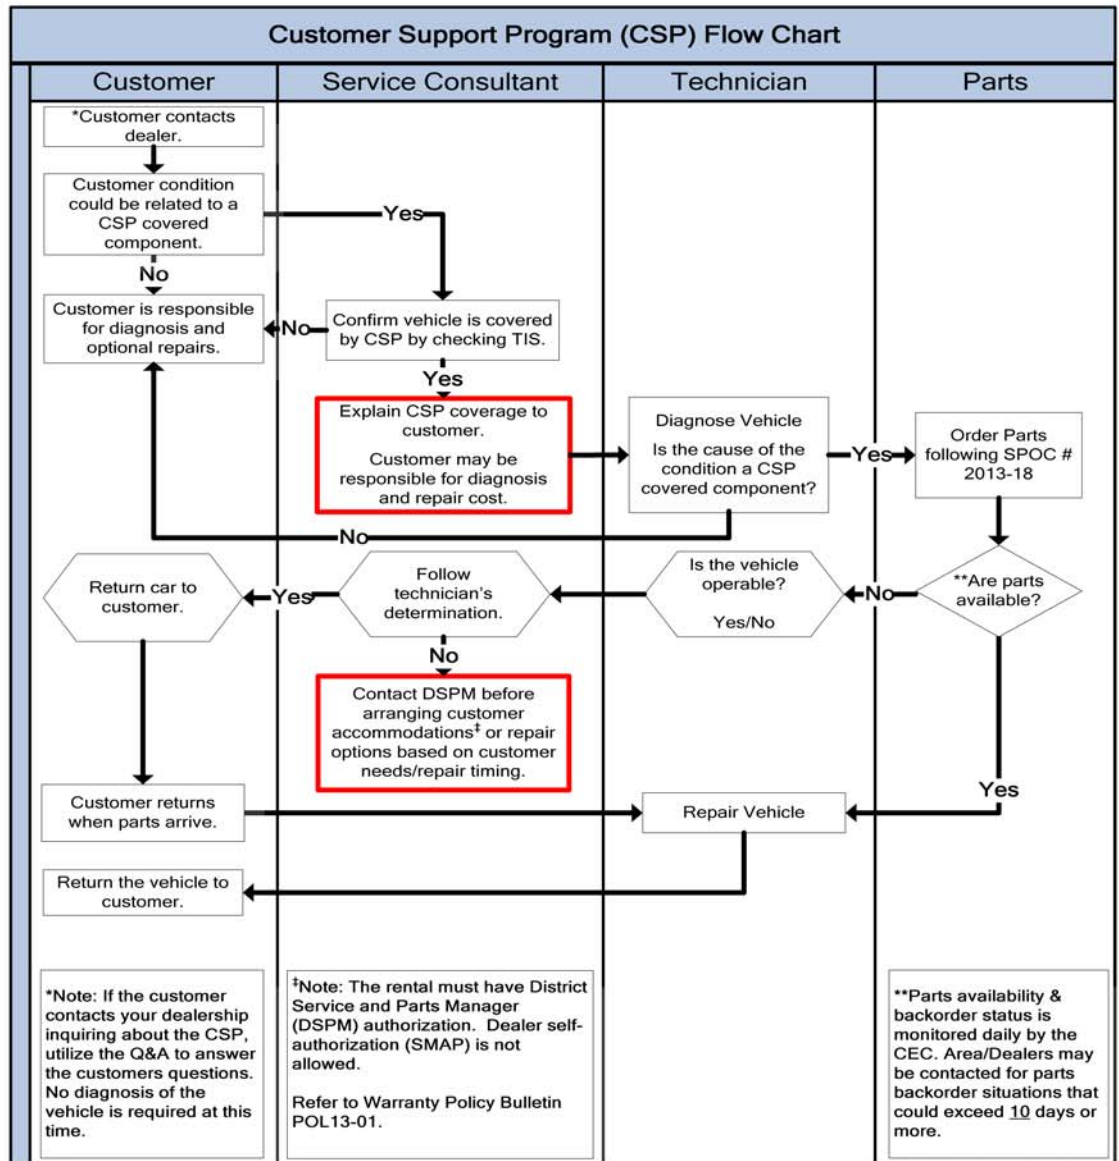 Customer Support Program (CSP) Flow Chart
Customer
Service Consultant
Technician
Parts
*Customer contacts
dealer.
Customer condition
could be related to a
CSP covered
component.
Yes
No
Customer is responsible
for diagnosis and
optional repairs.
No
Confirm vehicle is covered
by CSP by checking TIS.
Yes
Explain CSP coverage to
customer.
Customer may be
responsible for diagnosis
and repair cost.
Diagnose Vehicle
Is the cause of the
condition a CSP
covered component?
Yes
Order Parts
following SPOC #
2013-18
No
Return car to
customer.
Yes
Follow
technician's
determination.
Is the vehicle
operable?
Yes/No
No
**Are parts
available?
No
Contact DSPM before
arranging customer
accommodations‡ or repair
options based on customer
needs/repair timing.
Yes
Customer returns
when parts arrive.
Repair Vehicle
Return the vehicle to
customer.
*Note: If the customer
contacts your dealership
inquiring about the CSP,
utilize the Q&A to answer
the customers questions.
No diagnosis of the
vehicle is required at this
time.
‡Note: The rental must have District
Service and Parts Manager
(DSPM) authorization. Dealer self-
authorization (SMAP) is not
allowed.
Refer to Warranty Policy Bulletin
POL13-01.
**Parts availability &
backorder status is
monitored daily by the
CEC. Area/Dealers may
be contacted for parts
backorder situations that
could exceed 10 days or
more.